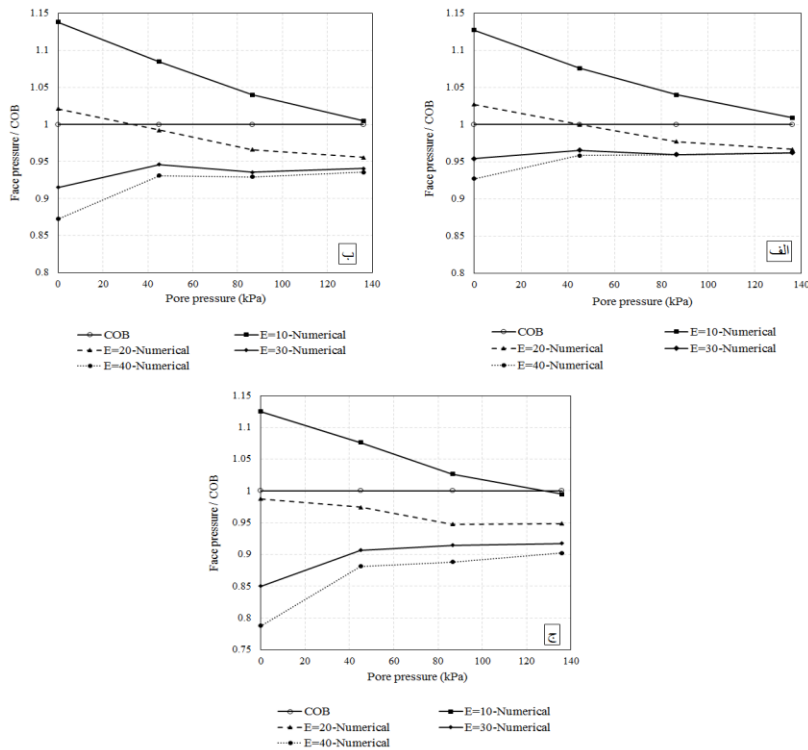 1.15
1.1
1.05
1
0.95
0.9
0.85
0.8
Face pressure / COB
ب
0 20 40 60 80 100 120 140
Pore pressure (kPa)
COB E=10-Numerical
E=20-Numerical E=30-Numerical
E=40-Numerical
1.15
1.1
1.05
1
0.95
0.9
0.85
0.8
Face pressure / COB
الف
0 20 40 60 80 100 120 140
Pore pressure (kPa)
COB E=10-Numerical
E=20-Numerical E=30-Numerical
E=40-Numerical
1.15
1.1
1.05
1
0.95
0.9
0.85
0.8
0.75
Face pressure / COB
ج
0 20 40 60 80 100 120 140
Pore pressure (kPa)
COB E=10-Numerical
E=20-Numerical E=30-Numerical
E=40-Numerical